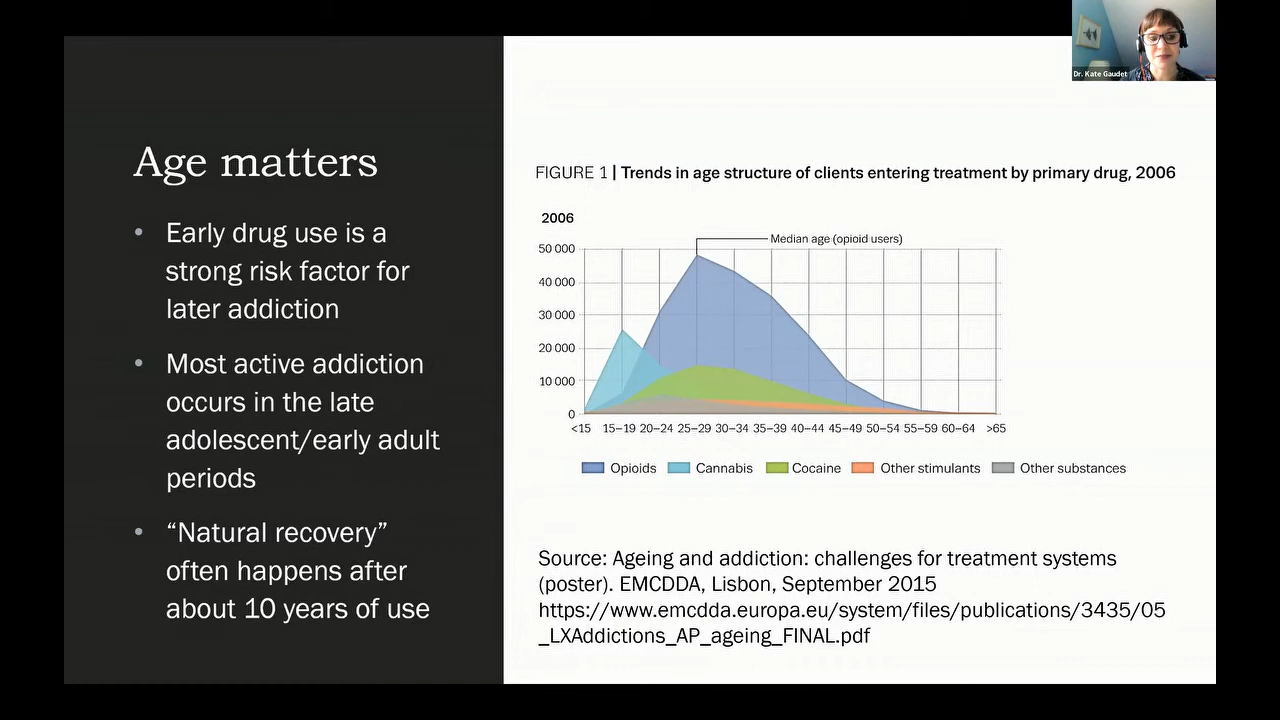 Dr. Kate Gaudet
Age matters
• Early drug use is a
strong risk factor for
later addiction
• Most active addiction
occurs in the late
adolescent/early adult
periods
• “Natural recovery”
often happens after
about 10 years of use
FIGURE 1 | Trends in age structure of clients entering treatment by primary drug, 2006
2006
Median age (opioid users)
50 000
40 000
30 000
20 000
10 000
0
<15 15–19 20–24 25–29 30–34 35–39 40–44 45–49 50–54 55–59 60–64 >65
Opioids Cannabis Cocaine Other stimulants Other substances
Source: Ageing and addiction: challenges for treatment systems
(poster). EMCDDA, Lisbon, September 2015
https://www.emcdda.europa.eu/system/files/publications/3435/05
_LXAddictions_AP_ageing_FINAL.pdf